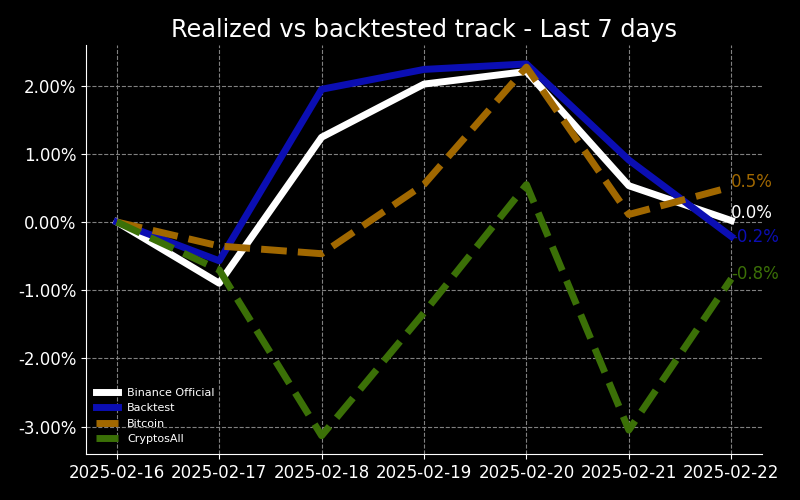 Realized vs backtested track - Last 7 days
2.00%
1.00%
0.00%
-1.00%
-2.00%
-3.00%
0.5%
0.0%
-0.2%
-0.8%
Binance Official
Backtest
Bitcoin
CryptosAll
2025-02-16 2025-02-17 2025-02-18 2025-02-19 2025-02-20 2025-02-21 2025-02-22